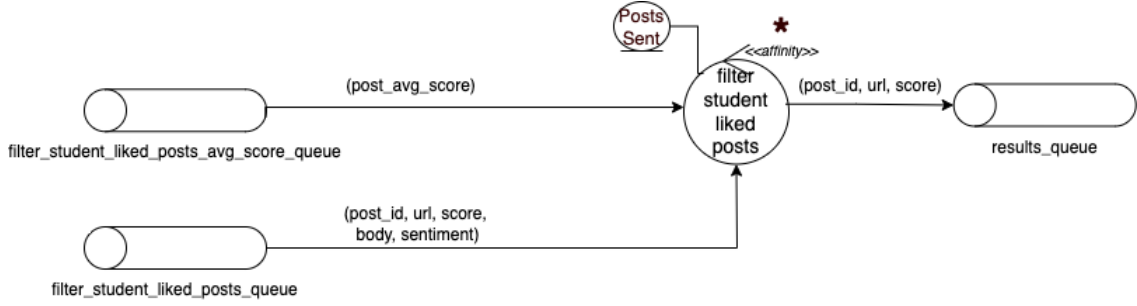 Posts
Sent
*
<<affinity>>
(post_avg_score)
filter
student
liked
posts
(post_id, url, score)
filter_student_liked_posts_avg_score_queue
results_queue
(post_id, url, score,
body, sentiment)
filter_student_liked_posts_queue